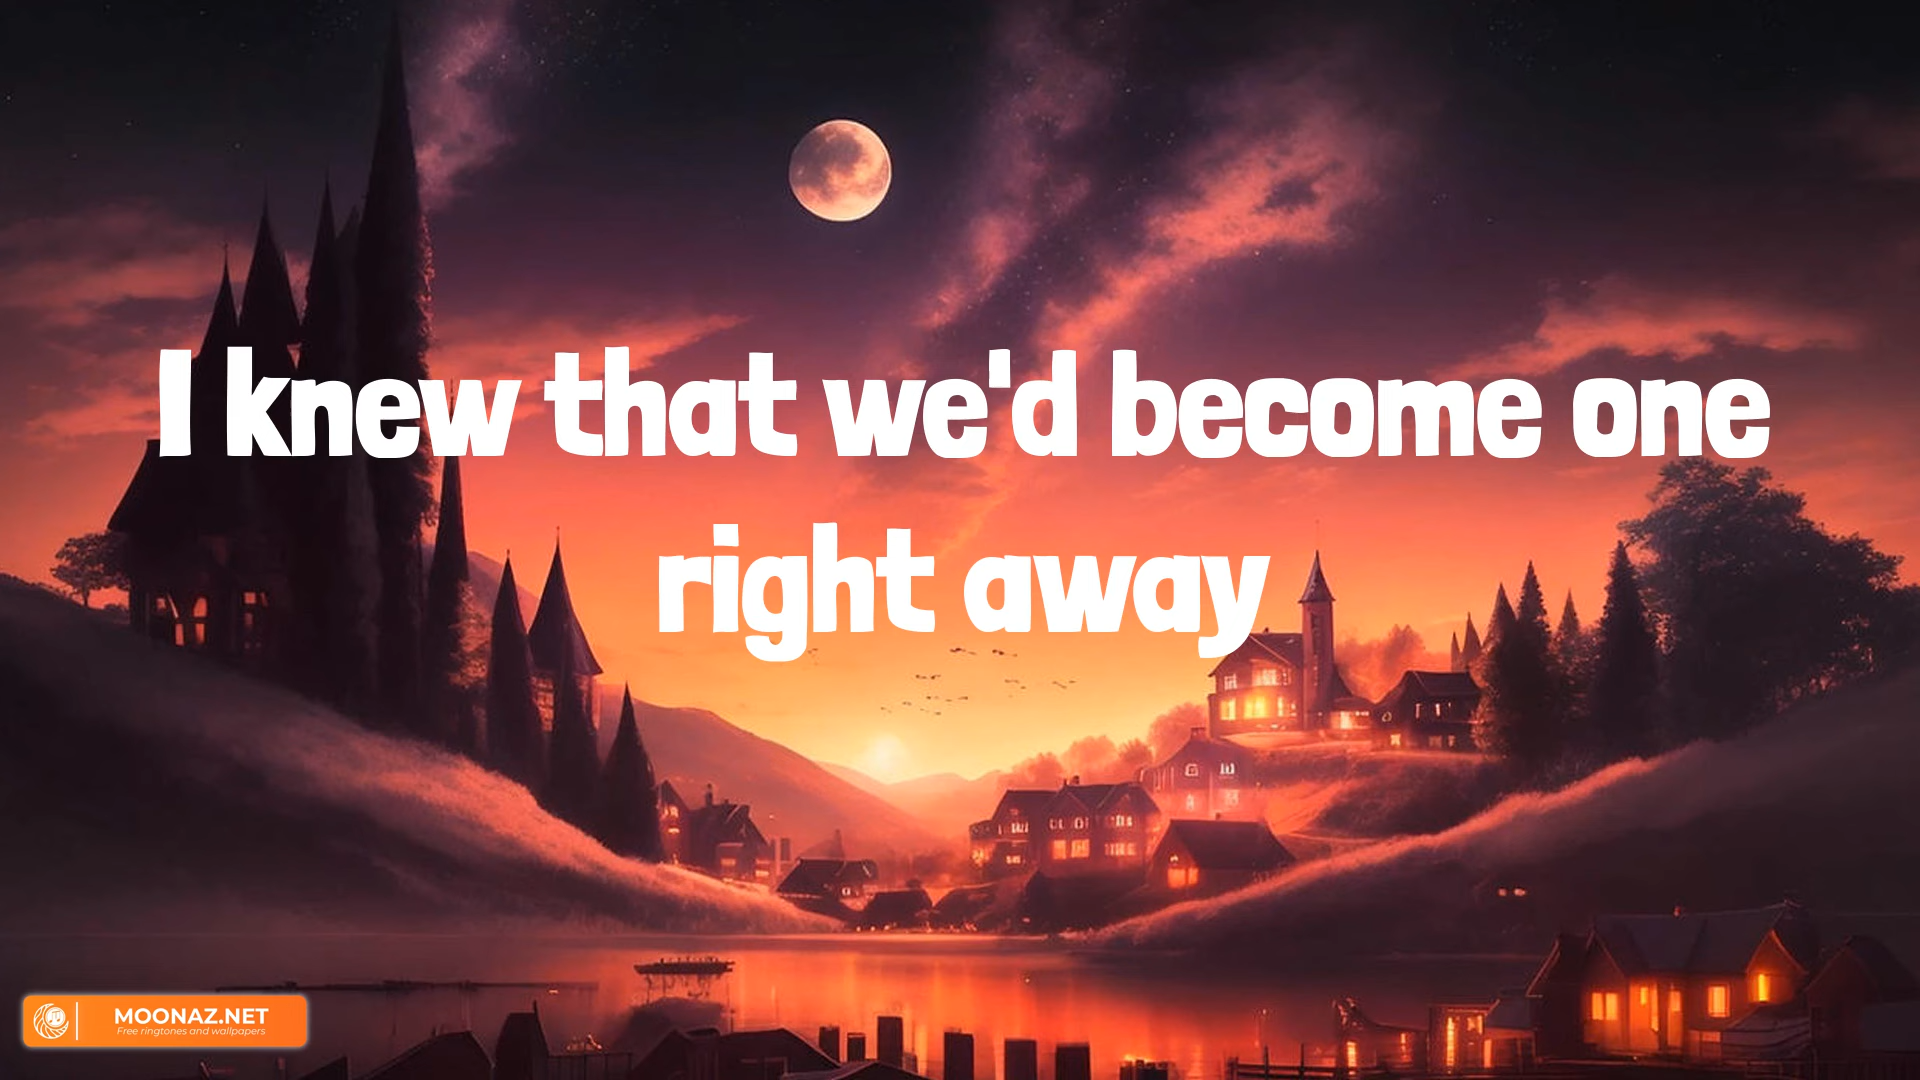 I knew that we'd become one
right away
MOONAZ.NET
Free ringtones and wallpapers